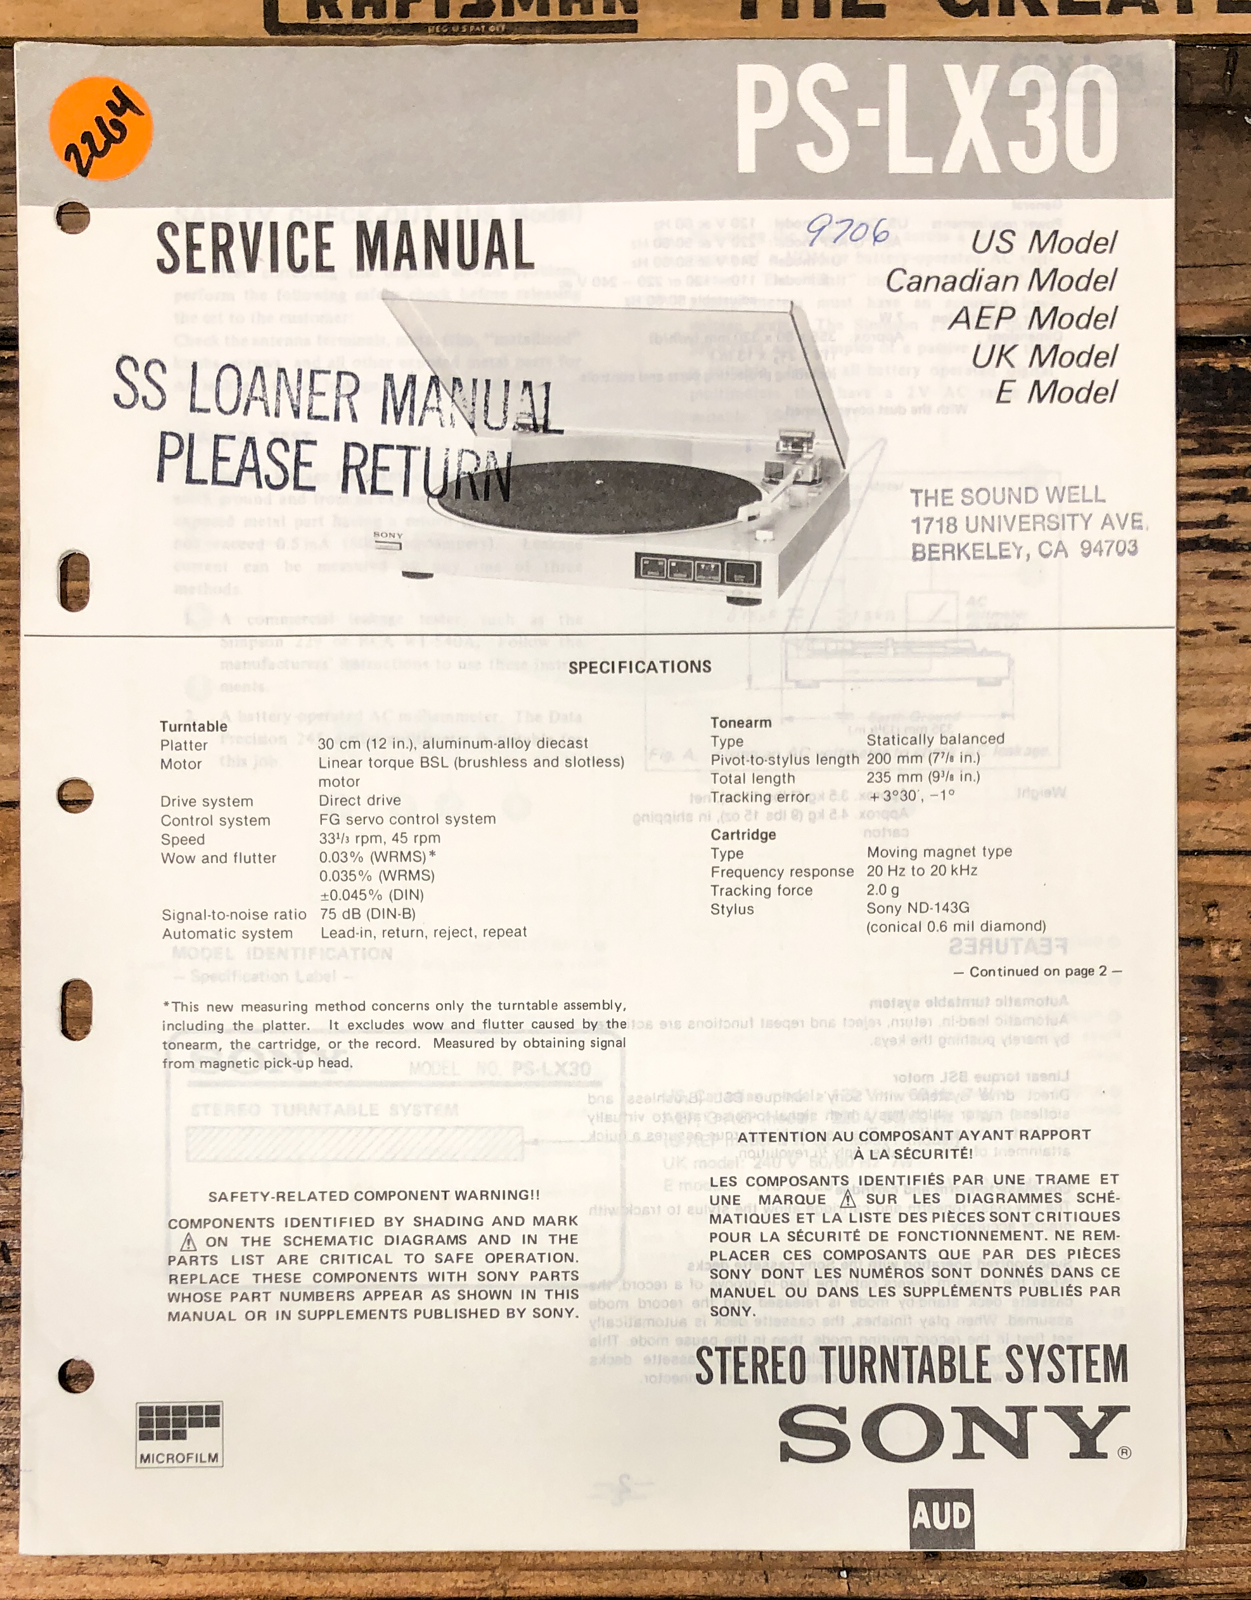 CRAFTSMAN
REG US PAT OFF
THE GREATE
2264
PS-LX30
SERVICE MANUAL
9706
US Model
Canadian Model
AEP Model
UK Model
E Model
SS LOANER MANUAL
PLEASE RETURN
SONY
THE SOUND WELL
1718 UNIVERSITY AVE.
BERKELEY, CA 94703
SPECIFICATIONS
Turntable
Platter 30 cm (12 in.), aluminum-alloy diecast
Motor Linear torque BSL (brushless and slotless)
motor
Drive system Direct drive
Control system FG servo control system
Speed 33¹/₃ rpm, 45 rpm
Wow and flutter 0.03% (WRMS)*
0.035% (WRMS)
±0.045% (DIN)
Signal-to-noise ratio 75 dB (DIN-B)
Automatic system Lead-in, return, reject, repeat
*This new measuring method concerns only the turntable assembly,
including the platter. It excludes wow and flutter caused by the
tonearm, the cartridge, or the record. Measured by obtaining signal
from magnetic pick-up head.
Tonearm
Type Statically balanced
Pivot-to-stylus length 200 mm (7⁷/₈ in.)
Total length 235 mm (9³/₈ in.)
Tracking error +3°30′, −1°
Cartridge
Type Moving magnet type
Frequency response 20 Hz to 20 kHz
Tracking force 2.0 g
Stylus Sony ND-143G
(conical 0.6 mil diamond)
— Continued on page 2 —
SAFETY-RELATED COMPONENT WARNING!!
COMPONENTS IDENTIFIED BY SHADING AND MARK
⚠ ON THE SCHEMATIC DIAGRAMS AND IN THE
PARTS LIST ARE CRITICAL TO SAFE OPERATION.
REPLACE THESE COMPONENTS WITH SONY PARTS
WHOSE PART NUMBERS APPEAR AS SHOWN IN THIS
MANUAL OR IN SUPPLEMENTS PUBLISHED BY SONY.
ATTENTION AU COMPOSANT AYANT RAPPORT
À LA SÉCURITÉ!
LES COMPOSANTS IDENTIFIÉS PAR UNE TRAME ET
UNE MARQUE ⚠ SUR LES DIAGRAMMES SCHÉ-
MATIQUES ET LA LISTE DES PIÈCES SONT CRITIQUES
POUR LA SÉCURITÉ DE FONCTIONNEMENT. NE REM-
PLACER CES COMPOSANTS QUE PAR DES PIÈCES
SONY DONT LES NUMÉROS SONT DONNÉS DANS CE
MANUEL OU DANS LES SUPPLÉMENTS PUBLIÉS PAR
SONY.
STEREO TURNTABLE SYSTEM
SONY®
MICROFILM
AUD